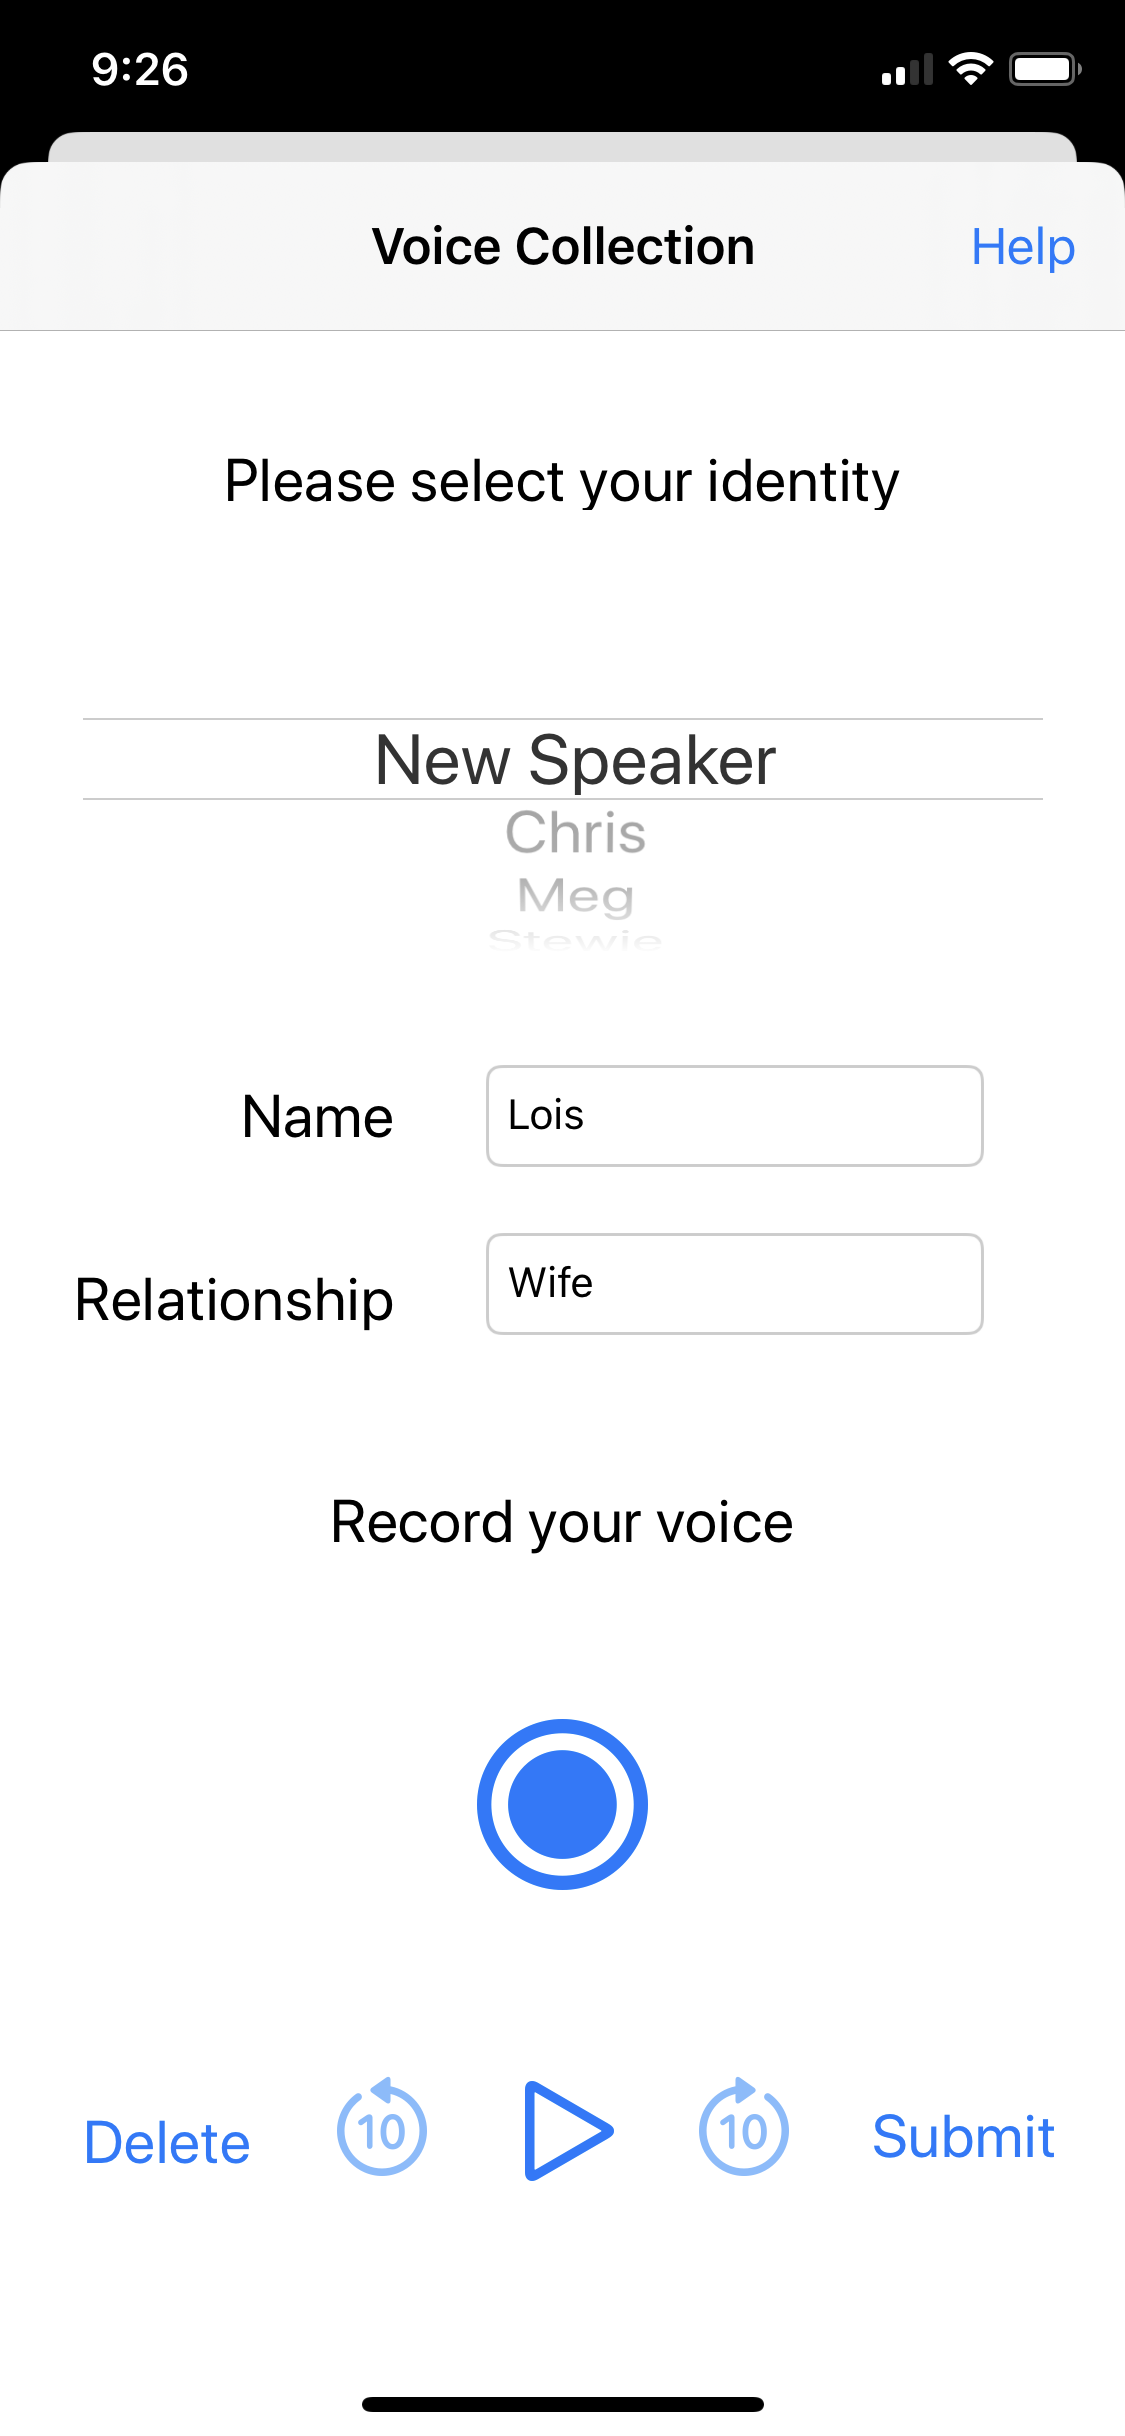 9:26
Voice Collection
Help
Please select your identity
New Speaker
Chris
Meg
Stewie
Name
Lois
Relationship
Wife
Record your voice
Delete
10
10
Submit